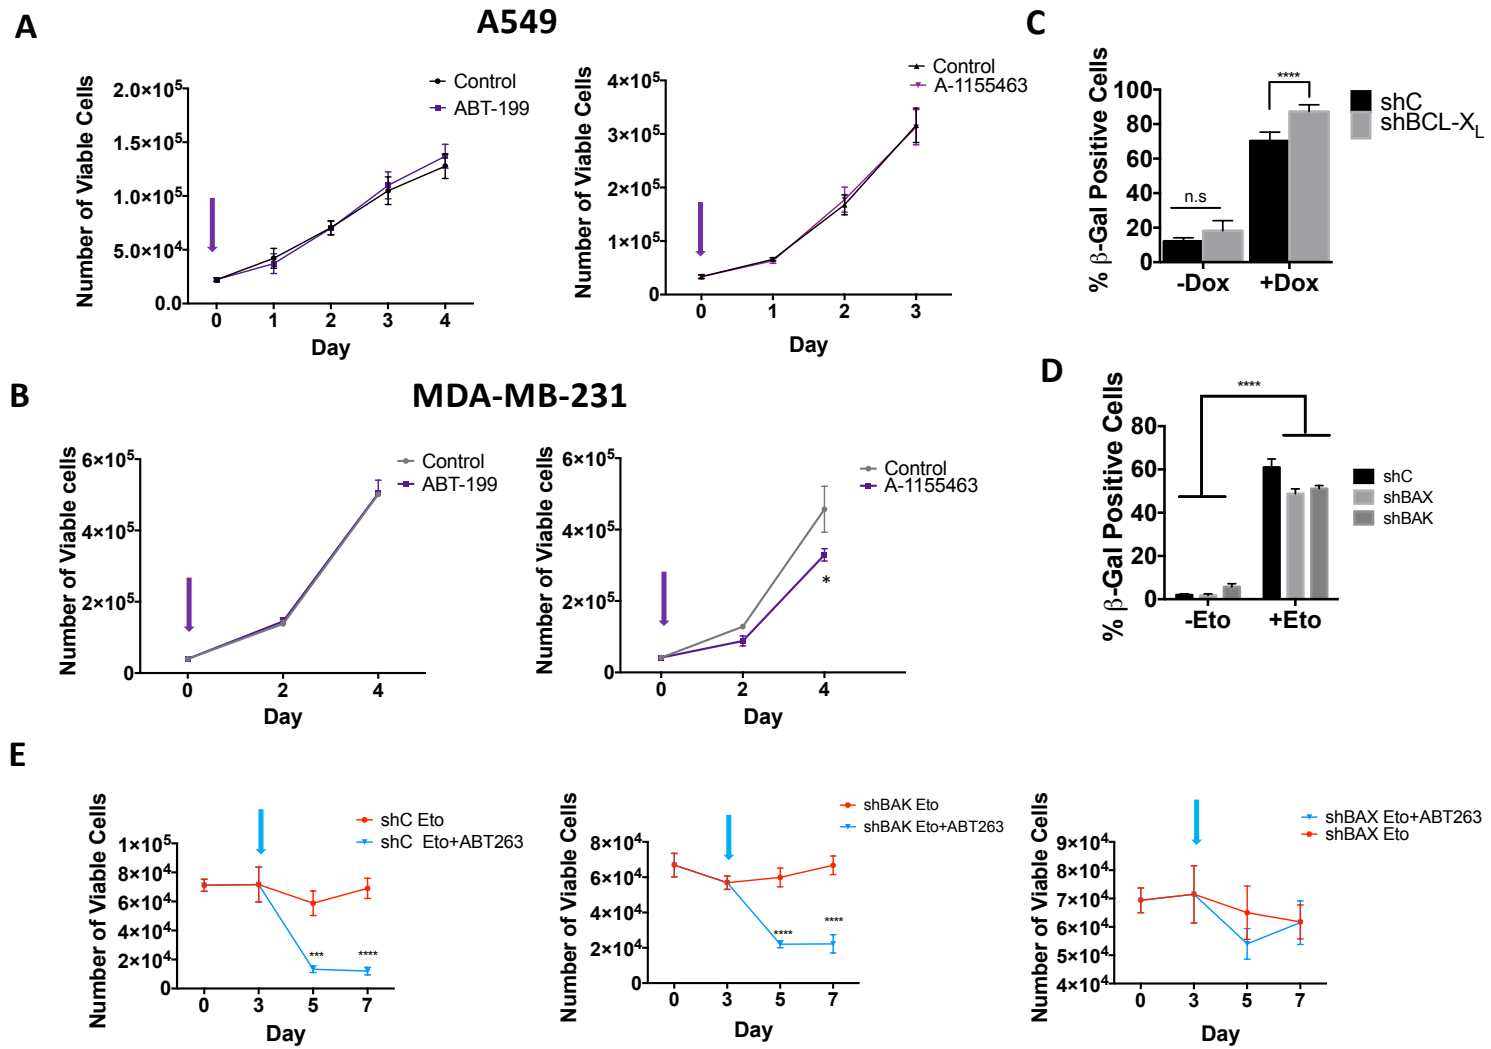 A
A549
Number of Viable Cells
2.0×10⁵
1.5×10⁵
1.0×10⁵
5.0×10⁴
0.0
0 1 2 3 4
Day
Control
ABT-199
Number of Viable Cells
4×10⁵
3×10⁵
2×10⁵
1×10⁵
0
0 1 2 3
Day
Control
A-1155463
C
% β-Gal Positive Cells
100
80
60
40
20
0
n.s
****
-Dox +Dox
shC
shBCL-X_L
B
MDA-MB-231
Number of Viable cells
6×10⁵
4×10⁵
2×10⁵
0
0 2 4
Day
Control
ABT-199
Number of Viable Cells
6×10⁵
4×10⁵
2×10⁵
0
0 2 4
Day
Control
A-1155463
*
D
% β-Gal Positive Cells
80
60
40
20
0
****
-Eto +Eto
shC
shBAX
shBAK
E
Number of Viable Cells
1×10⁵
8×10⁴
6×10⁴
4×10⁴
2×10⁴
0
0 3 5 7
Day
shC Eto
shC Eto+ABT263
*** ****
Number of Viable Cells
8×10⁴
6×10⁴
4×10⁴
2×10⁴
0
0 3 5 7
Day
shBAK Eto
shBAK Eto+ABT263
**** ****
Number of Viable Cells
9×10⁴
8×10⁴
7×10⁴
6×10⁴
5×10⁴
4×10⁴
0 3 5 7
Day
shBAX Eto+ABT263
shBAX Eto